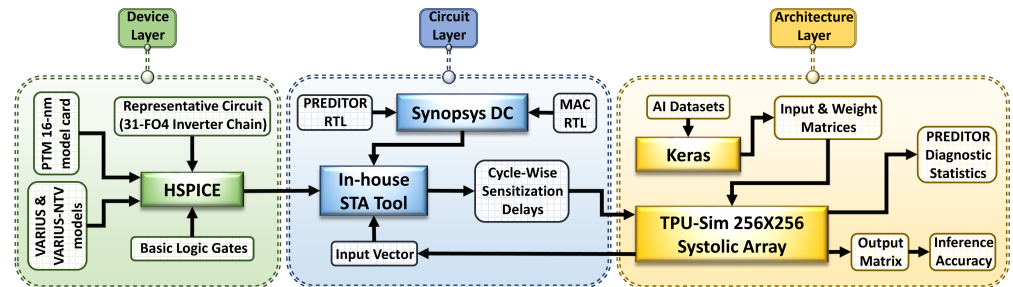 Device
Layer
Circuit
Layer
Architecture
Layer
PTM 16-nm
model card
Representative Circuit
(31-FO4 Inverter Chain)
HSPICE
VARIUS &
VARIUS-NTV
models
Basic Logic Gates
PREDITOR
RTL
Synopsys DC
MAC
RTL
In-house
STA Tool
Cycle-Wise
Sensitization
Delays
Input Vector
AI Datasets
Keras
Input & Weight
Matrices
PREDITOR
Diagnostic
Statistics
TPU-Sim 256X256
Systolic Array
Output
Matrix
Inference
Accuracy